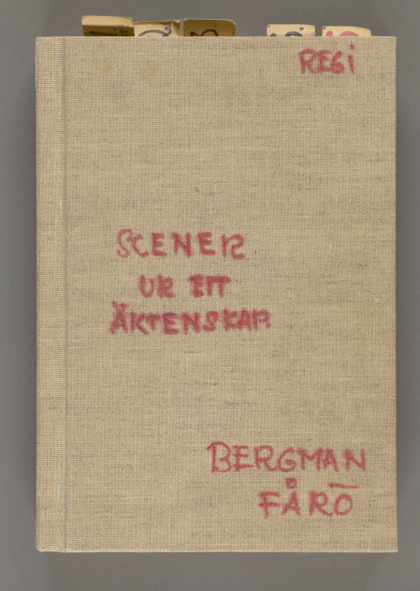 REGI
SCENER
UR ETT
ÄKTENSKAP
BERGMAN
FÅRÖ